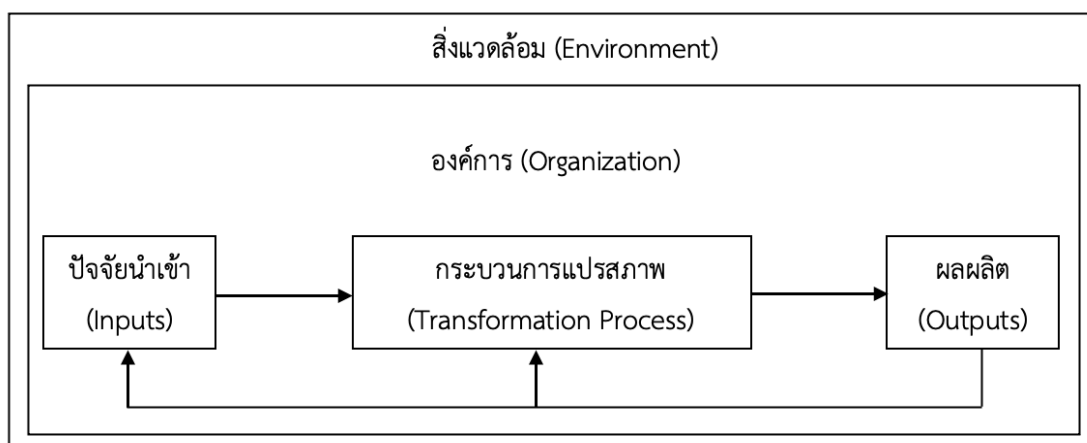 สิ่งแวดล้อม (Environment)
องค์การ (Organization)
ปัจจัยนำเข้า
(Inputs)
กระบวนการแปรสภาพ
(Transformation Process)
ผลผลิต
(Outputs)